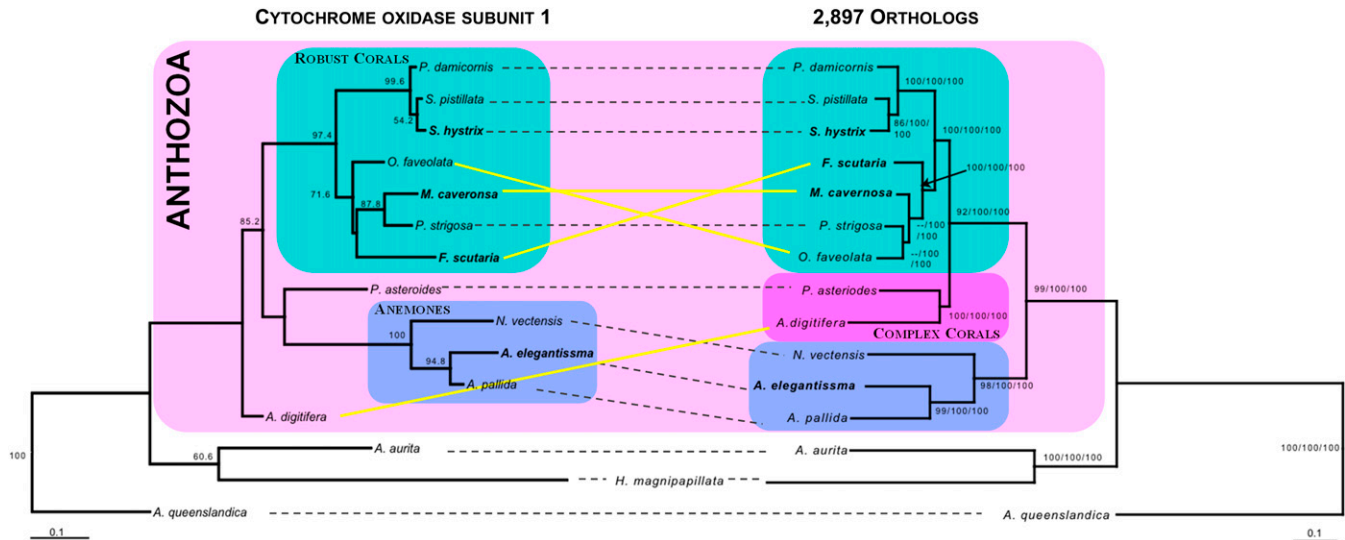 CYTOCHROME OXIDASE SUBUNIT 1
2,897 ORTHOLOGS
ANTHOZOA
ROBUST CORALS
P. damicornis
99.6
S. pistillata
54.2
S. hystrix
97.4
O. faveolata
71.6
87.8
M. caveronsa
P. strigosa
F. scutaria
85.2
P. asteroides
ANEMONES
N. vectensis
100
94.8
A. elegantissma
A. pallida
A. digitifera
A. aurita
60.6
H. magnipapillata
100
A. queenslandica
0.1
P. damicornis
100/100/100
S. pistillata
86/100/
100
100/100/100
S. hystrix
F. scutaria
100/100/100
M. cavernosa
92/100/100
P. strigosa
--/100
/100
O. faveolata
--/100
/100
P. asteriodes
99/100/100
A.digitifera
100/100/100
COMPLEX CORALS
N. vectensis
98/100/100
A. elegantissma
99/100/100
A. pallida
A. aurita
100/100/100
100/100/100
A. queenslandica
0.1